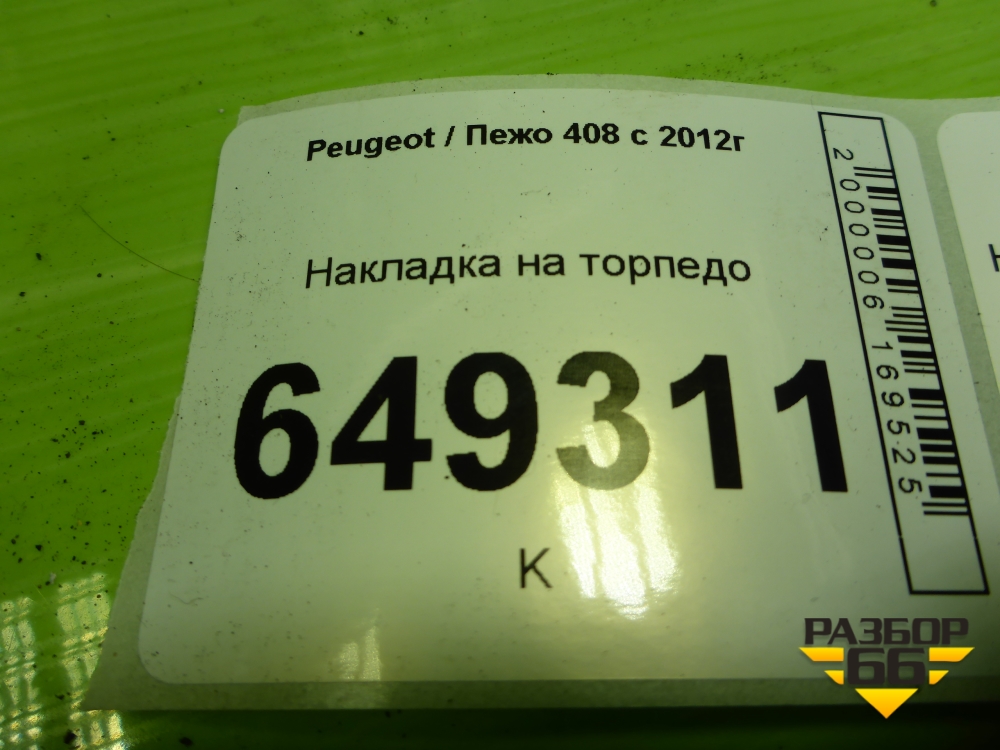 Peugeot / Пежо 408 с 2012г
Накладка на торпедо
649311
К
2000006169525
РАЗБОР
66